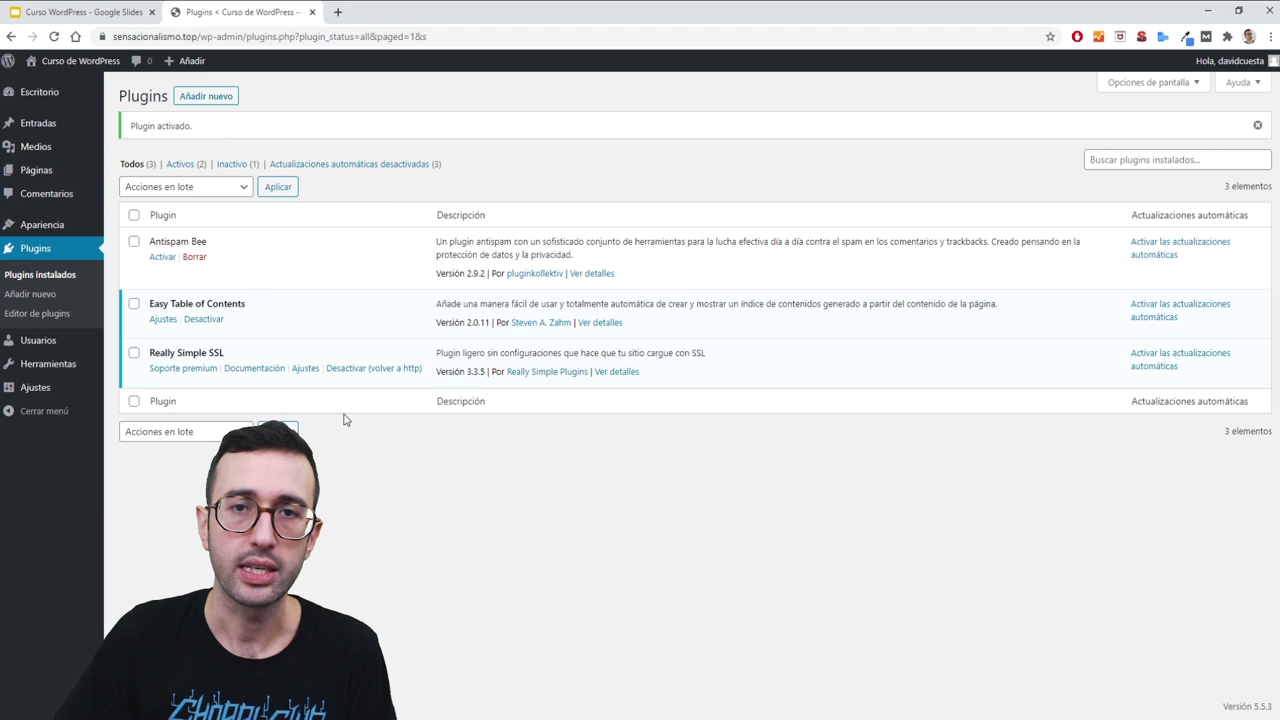 Curso WordPress - Google Slides
Plugins < Curso de WordPress —
sensacionalismo.top/wp-admin/plugins.php?plugin_status=all&paged=1&s
Curso de WordPress 0 Añadir Hola, davidcuesta
Opciones de pantalla Ayuda
Escritorio
Entradas
Medios
Páginas
Comentarios
Apariencia
Plugins
Plugins instalados
Añadir nuevo
Editor de plugins
Usuarios
Herramientas
Ajustes
Cerrar menú
Plugins Añadir nuevo
Plugin activado.
Todos (3) | Activos (2) | Inactivo (1) | Actualizaciones automáticas desactivadas (3)
Buscar plugins instalados...
Acciones en lote Aplicar
3 elementos
Plugin Descripción Actualizaciones automáticas
Antispam Bee
Activar | Borrar
Un plugin antispam con un sofisticado conjunto de herramientas para la lucha efectiva día a día contra el spam en los comentarios y trackbacks. Creado pensando en la
protección de datos y la privacidad.
Versión 2.9.2 | Por pluginkollektiv | Ver detalles
Activar las actualizaciones
automáticas
Easy Table of Contents
Ajustes | Desactivar
Añade una manera fácil de usar y totalmente automática de crear y mostrar un índice de contenidos generado a partir del contenido de la página.
Versión 2.0.11 | Por Steven A. Zahm | Ver detalles
Activar las actualizaciones
automáticas
Really Simple SSL
Soporte premium | Documentación | Ajustes | Desactivar (volver a http)
Plugin ligero sin configuraciones que hace que tu sitio cargue con SSL
Versión 3.3.5 | Por Really Simple Plugins | Ver detalles
Activar las actualizaciones
automáticas
Plugin Descripción Actualizaciones automáticas
Acciones en lote
3 elementos
Versión 5.5.3